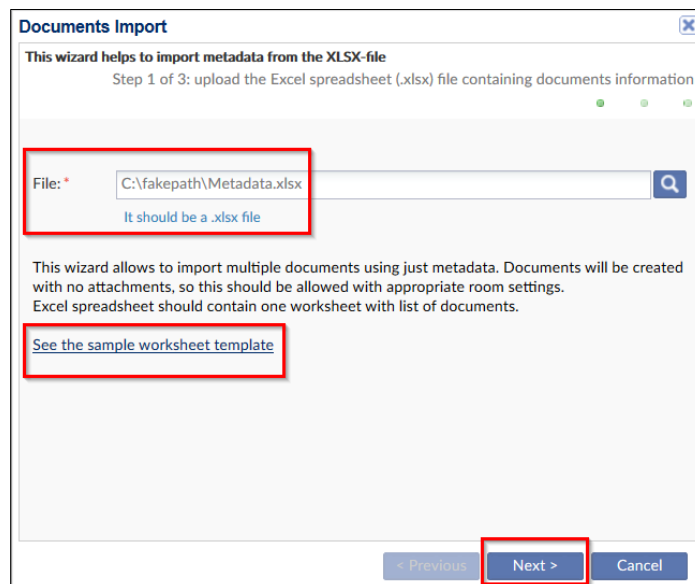 Documents Import
This wizard helps to import metadata from the XLSX-file
Step 1 of 3: upload the Excel spreadsheet (.xlsx) file containing documents information
File: *
C:\fakepath\Metadata.xlsx
It should be a .xlsx file
This wizard allows to import multiple documents using just metadata. Documents will be created
with no attachments, so this should be allowed with appropriate room settings.
Excel spreadsheet should contain one worksheet with list of documents.
See the sample worksheet template
< Previous
Next >
Cancel